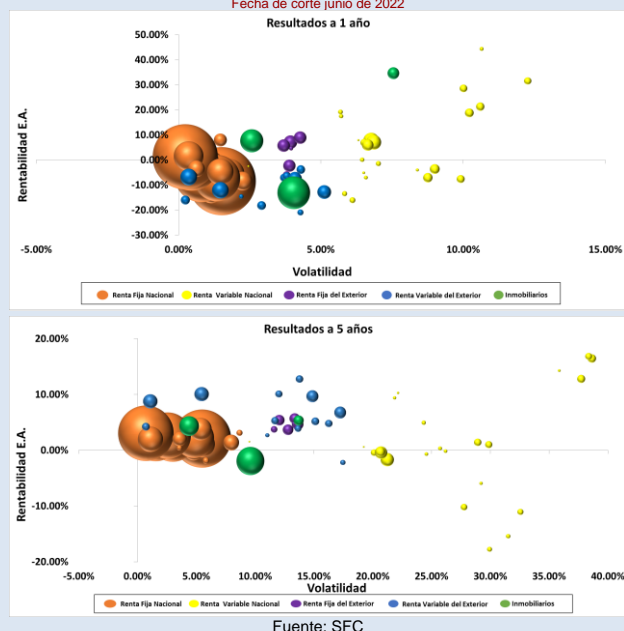 Fecha de corte junio de 2022
Resultados a 1 año
50.00%
40.00%
30.00%
20.00%
10.00%
0.00%
-10.00%
-20.00%
-30.00%
Rentabilidad E.A.
-5.00% 0.00% 5.00% 10.00% 15.00%
Volatilidad
Renta Fija Nacional Renta Variable Nacional Renta Fija del Exterior Renta Variable del Exterior Inmobiliarios
Resultados a 5 años
20.00%
10.00%
0.00%
-10.00%
-20.00%
Rentabilidad E.A.
-5.00% 0.00% 5.00% 10.00% 15.00% 20.00% 25.00% 30.00% 35.00% 40.00%
Volatilidad
Renta Fija Nacional Renta Variable Nacional Renta Fija del Exterior Renta Variable del Exterior Inmobiliarios
Fuente: SFC